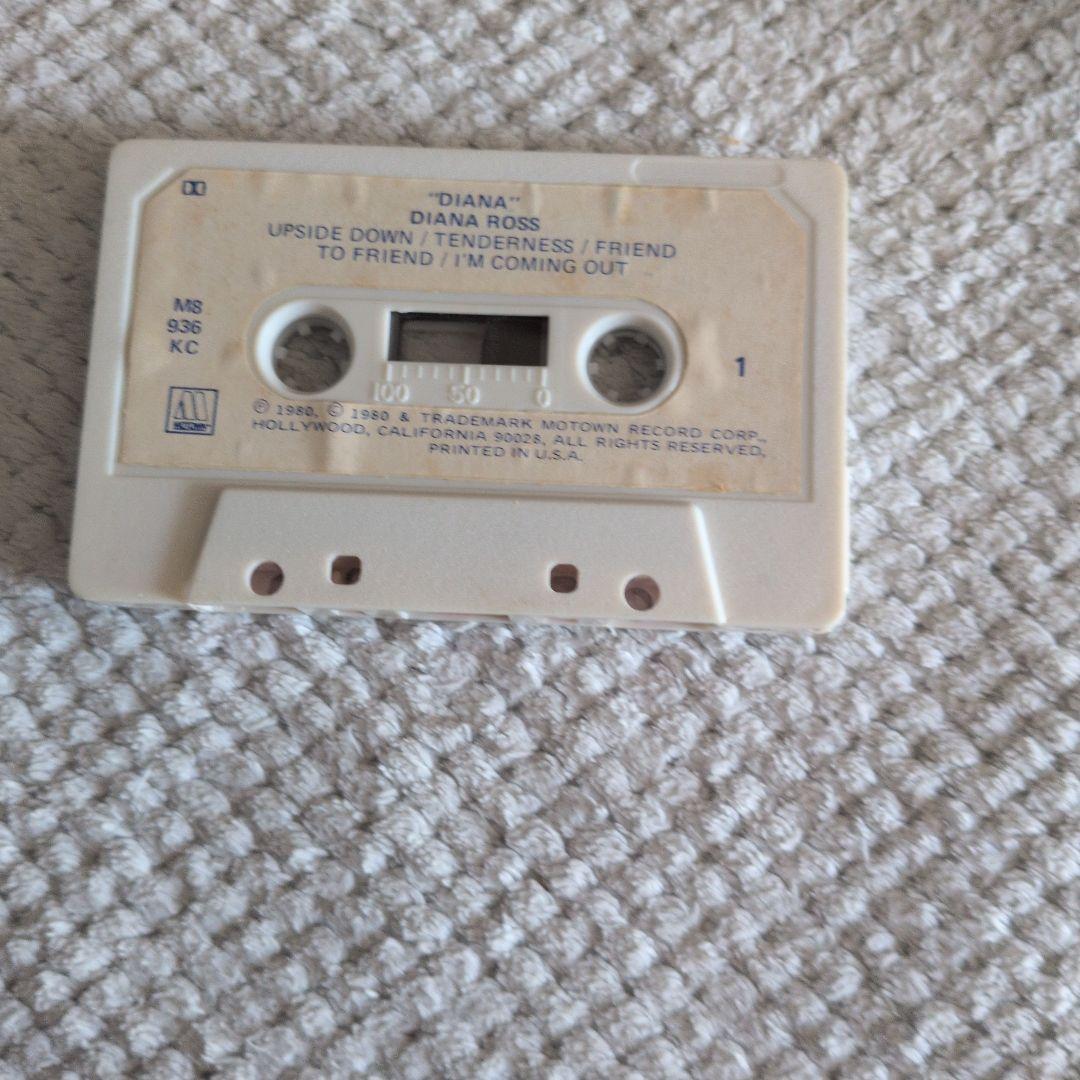 "DIANA"
DIANA ROSS
UPSIDE DOWN / TENDERNESS / FRIEND
TO FRIEND / I'M COMING OUT
M8
936
KC
1
100 50 0
MOTOWN
℗ 1980, © 1980 & TRADEMARK MOTOWN RECORD CORP.,
HOLLYWOOD, CALIFORNIA 90028, ALL RIGHTS RESERVED,
PRINTED IN U.S.A.